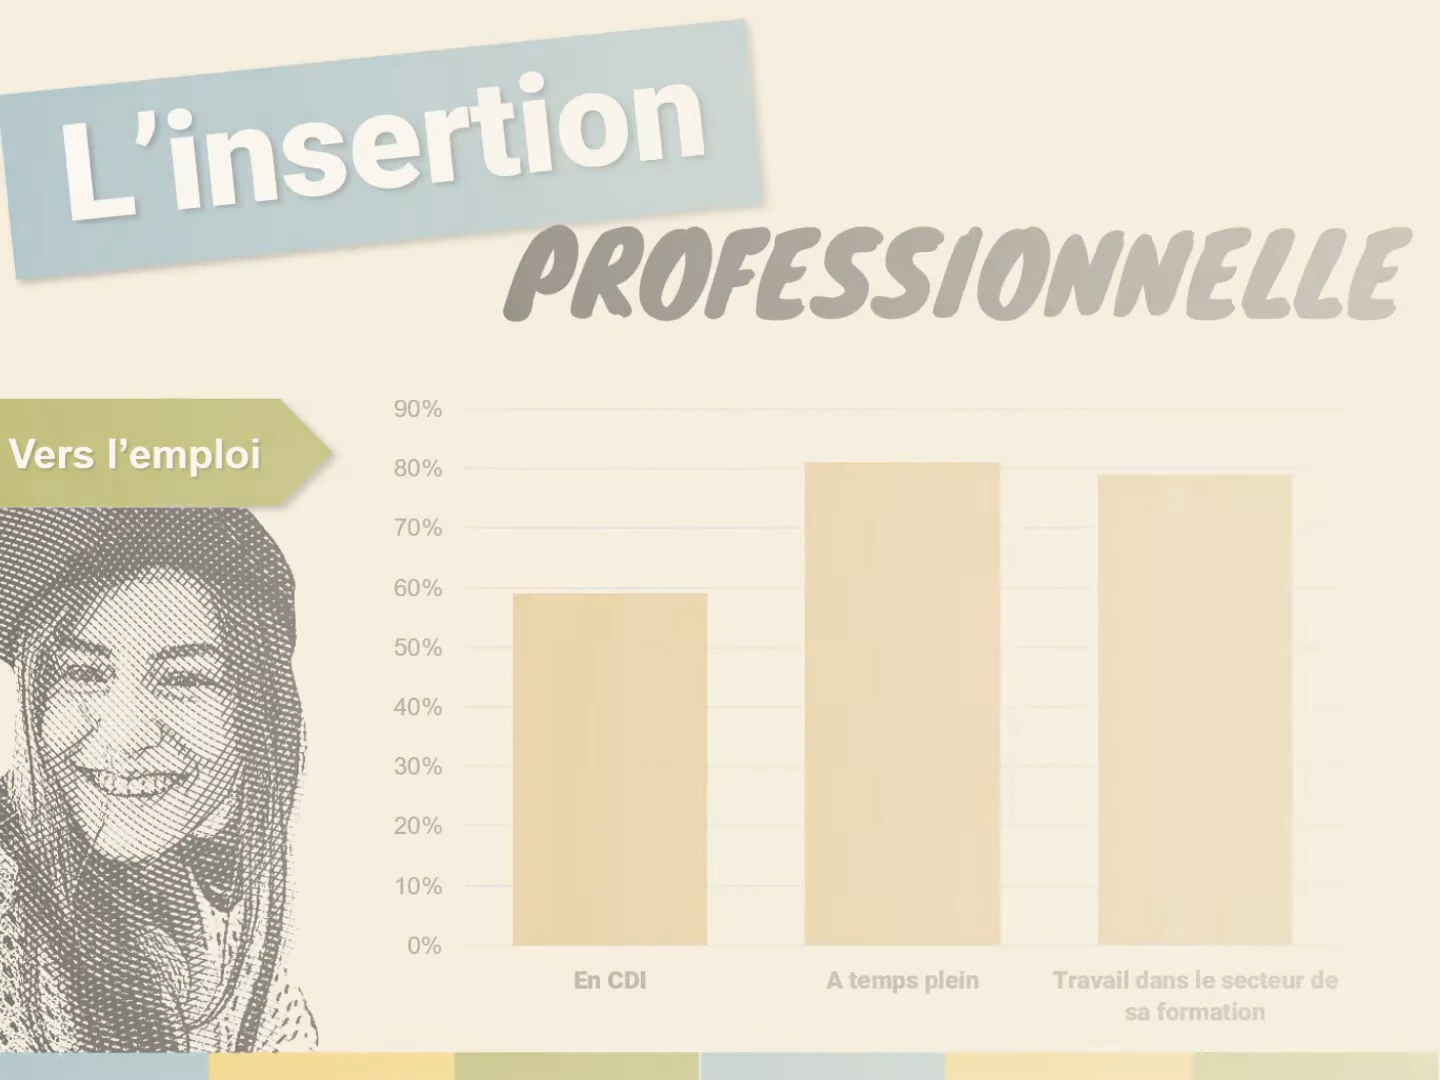 L’insertion
PROFESSIONNELLE
Vers l’emploi
90%
80%
70%
60%
50%
40%
30%
20%
10%
0%
En CDI
A temps plein
Travail dans le secteur de
sa formation